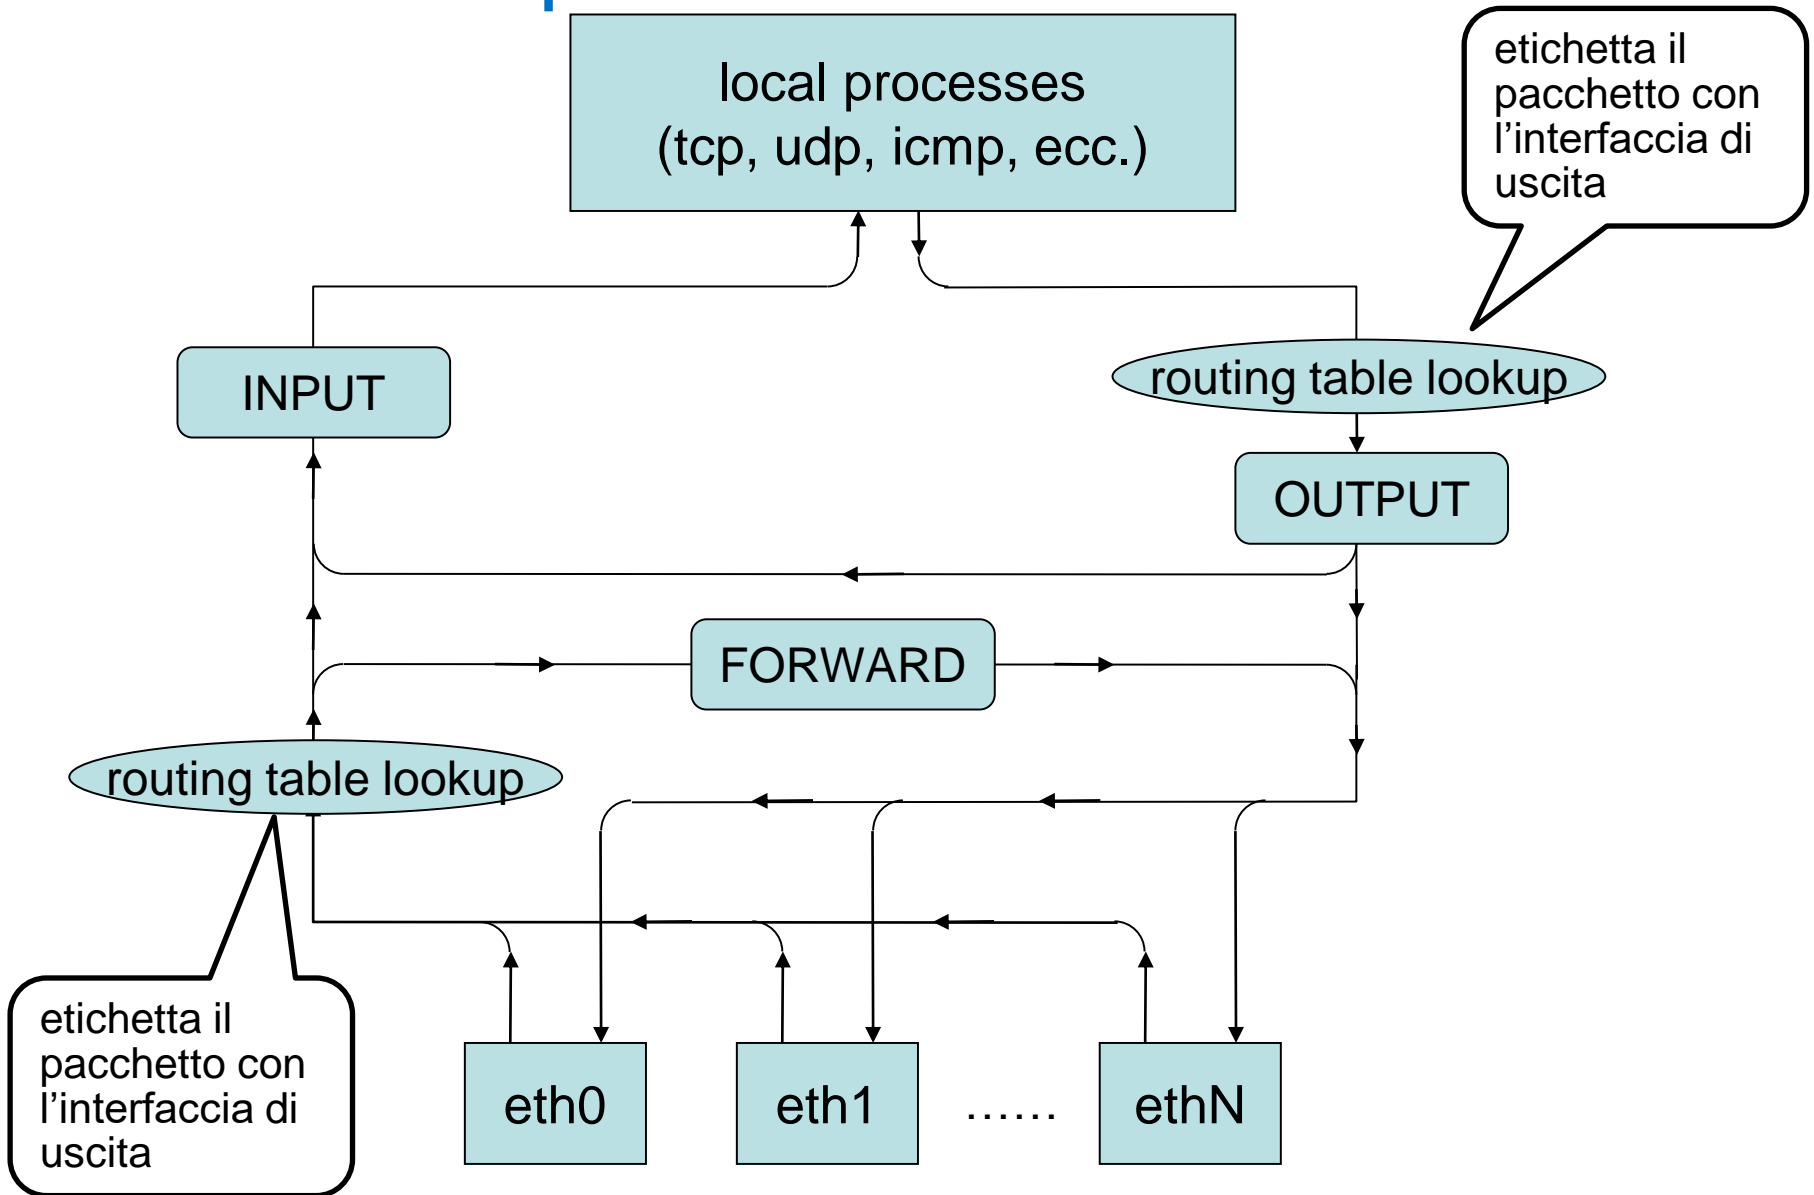 local processes
(tcp, udp, icmp, ecc.)
etichetta il
pacchetto con
l’interfaccia di
uscita
INPUT
routing table lookup
OUTPUT
FORWARD
routing table lookup
etichetta il
pacchetto con
l’interfaccia di
uscita
eth0
eth1
......
ethN